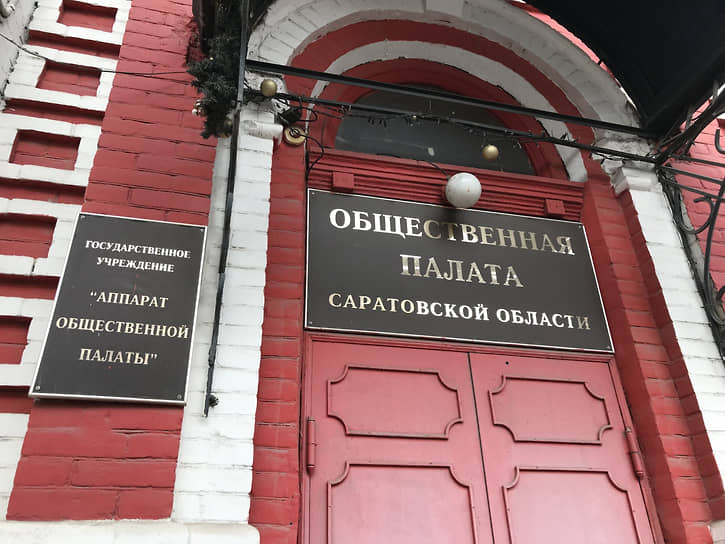 ГОСУДАРСТВЕННОЕ
УЧРЕЖДЕНИЕ
"АППАРАТ
ОБЩЕСТВЕННОЙ
ПАЛАТЫ"
ОБЩЕСТВЕННАЯ
ПАЛАТА
САРАТОВСКОЙ ОБЛАСТИ